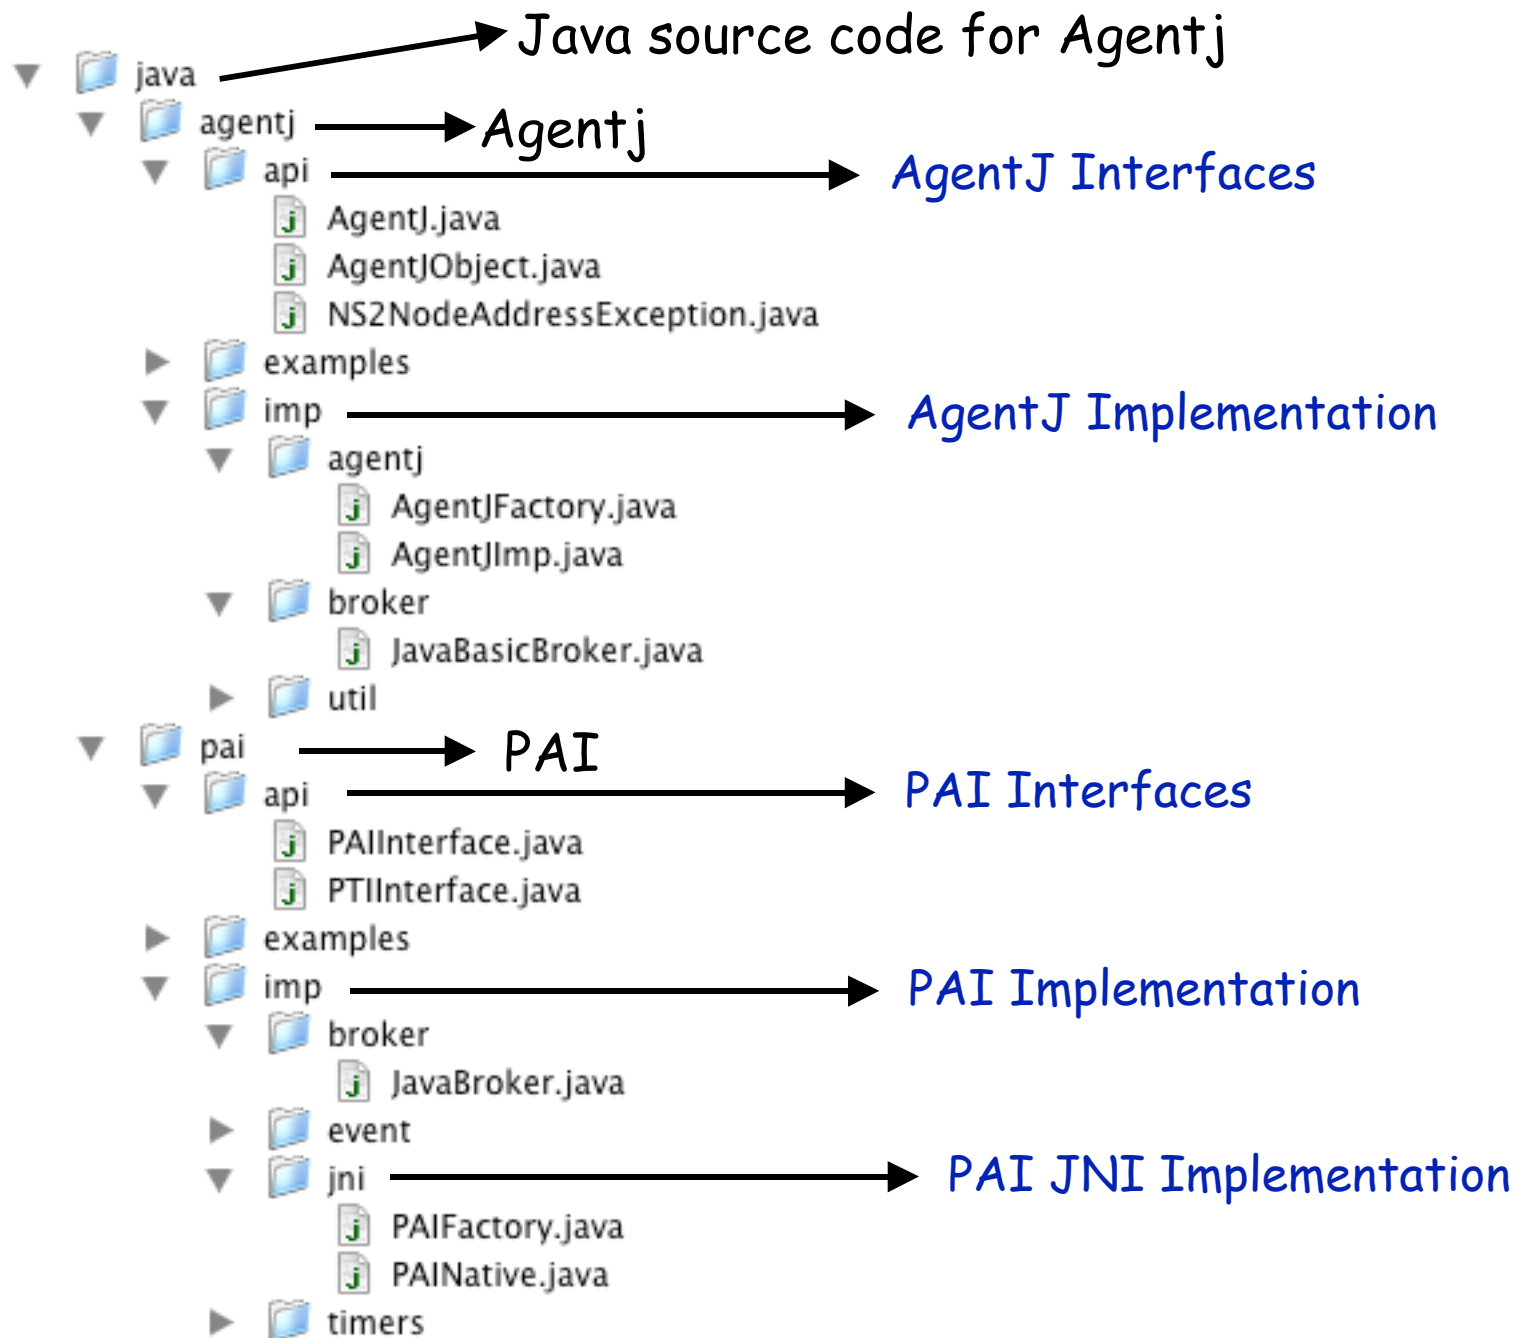 java Java source code for Agentj
agentj Agentj
api AgentJ Interfaces
AgentJ.java
AgentJObject.java
NS2NodeAddressException.java
examples
imp AgentJ Implementation
agentj
AgentJFactory.java
AgentJImp.java
broker
JavaBasicBroker.java
util
pai PAI
api PAI Interfaces
PAIInterface.java
PTIInterface.java
examples
imp PAI Implementation
broker
JavaBroker.java
event
jni PAI JNI Implementation
PAIFactory.java
PAINative.java
timers